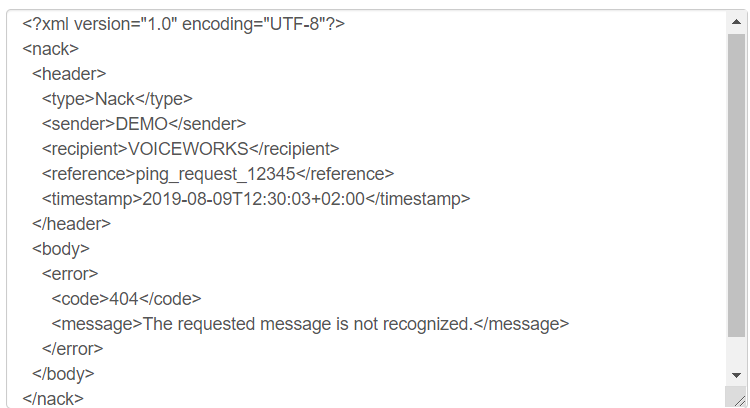 <?xml version="1.0" encoding="UTF-8"?>
<nack>
<header>
<type>Nack</type>
<sender>DEMO</sender>
<recipient>VOICEWORKS</recipient>
<reference>ping_request_12345</reference>
<timestamp>2019-08-09T12:30:03+02:00</timestamp>
</header>
<body>
<error>
<code>404</code>
<message>The requested message is not recognized.</message>
</error>
</body>
</nack>